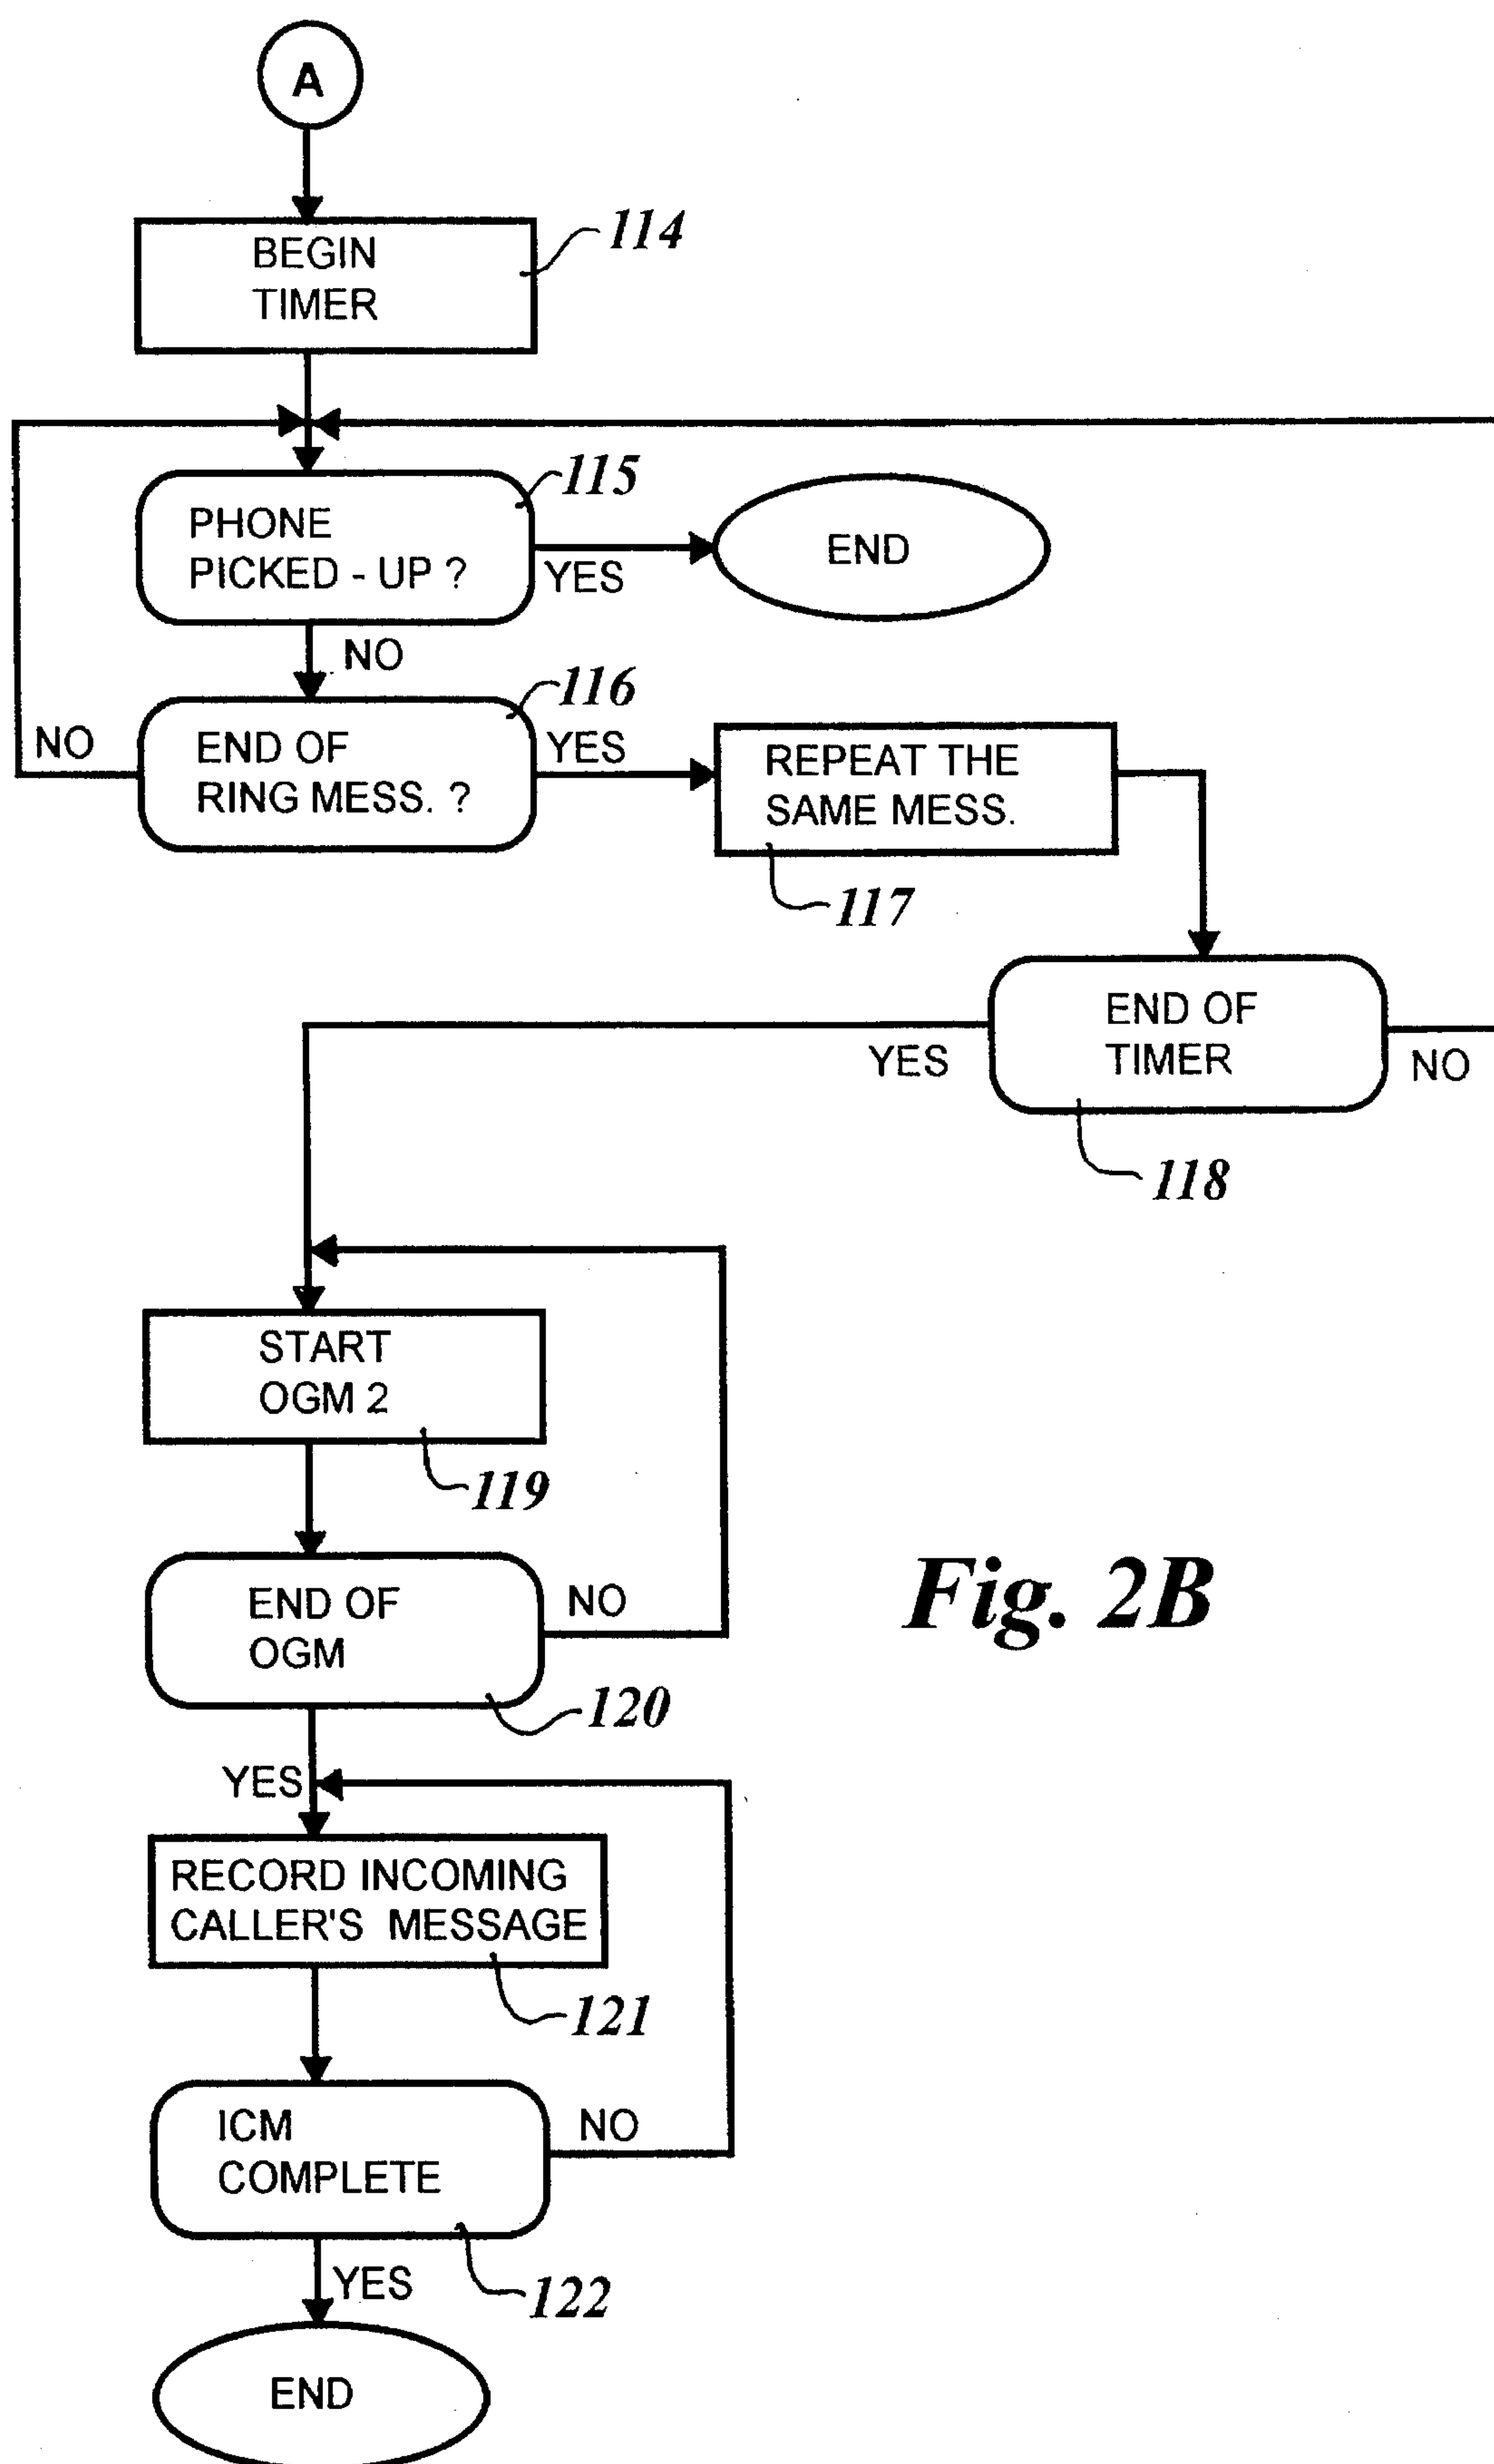 A
BEGIN
TIMER
114
PHONE
PICKED - UP ?
115
YES
END
NO
END OF
RING MESS. ?
116
NO
YES
REPEAT THE
SAME MESS.
117
END OF
TIMER
118
YES
NO
START
OGM 2
119
END OF
OGM
120
NO
Fig. 2B
YES
RECORD INCOMING
CALLER'S MESSAGE
121
ICM
COMPLETE
122
NO
YES
END